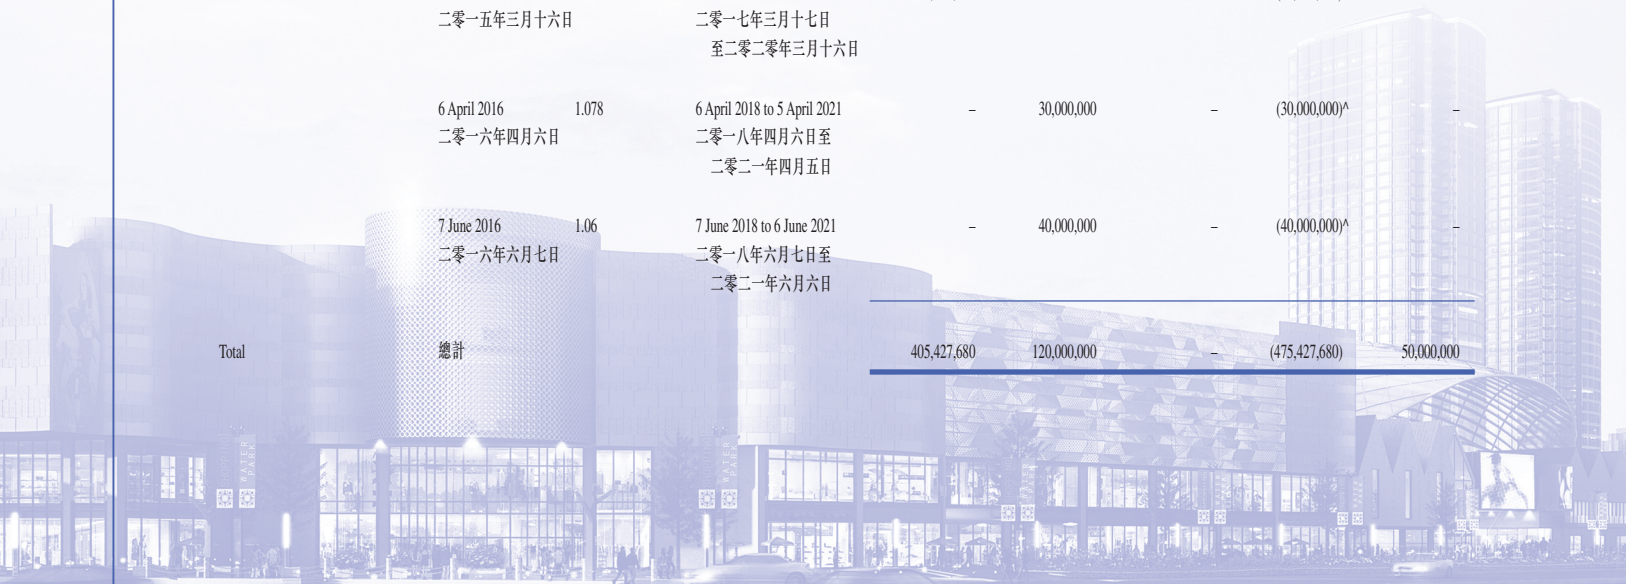 二零一五年三月十六日 二零一七年三月十七日
至二零二零年三月十六日
6 April 2016 1.078 6 April 2018 to 5 April 2021 – 30,000,000 – (30,000,000)^ –
二零一六年四月六日 二零一八年四月六日至
二零二一年四月五日
7 June 2016 1.06 7 June 2018 to 6 June 2021 – 40,000,000 – (40,000,000)^ –
二零一六年六月七日 二零一八年六月七日至
二零二一年六月六日
Total 總計 405,427,680 120,000,000 – (475,427,680) 50,000,000
WATER PARK
WATER PARK